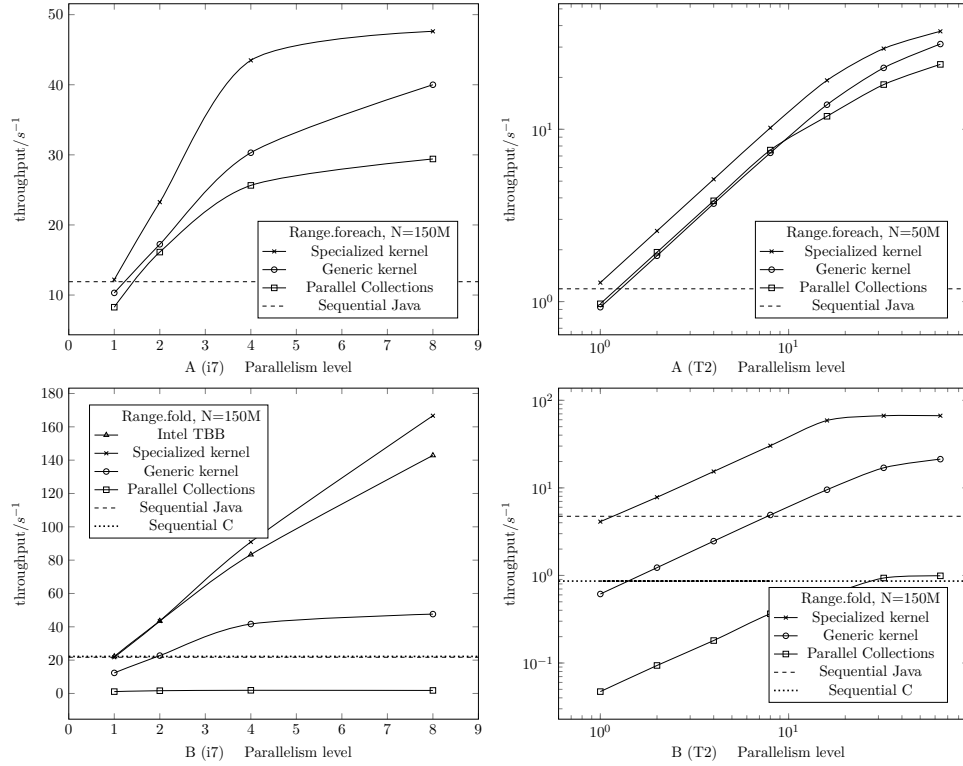 50
40
30
20
10
throughput/s⁻¹
Range.foreach, N=150M
Specialized kernel
Generic kernel
Parallel Collections
Sequential Java
0 1 2 3 4 5 6 7 8 9
A (i7) Parallelism level
10¹
10⁰
throughput/s⁻¹
Range.foreach, N=50M
Specialized kernel
Generic kernel
Parallel Collections
Sequential Java
10⁰ 10¹
A (T2) Parallelism level
180
160
140
120
100
80
60
40
20
0
throughput/s⁻¹
Range.fold, N=150M
Intel TBB
Specialized kernel
Generic kernel
Parallel Collections
Sequential Java
Sequential C
0 1 2 3 4 5 6 7 8 9
B (i7) Parallelism level
10²
10¹
10⁰
10⁻¹
throughput/s⁻¹
Range.fold, N=150M
Specialized kernel
Generic kernel
Parallel Collections
Sequential Java
Sequential C
10⁰ 10¹
B (T2) Parallelism level